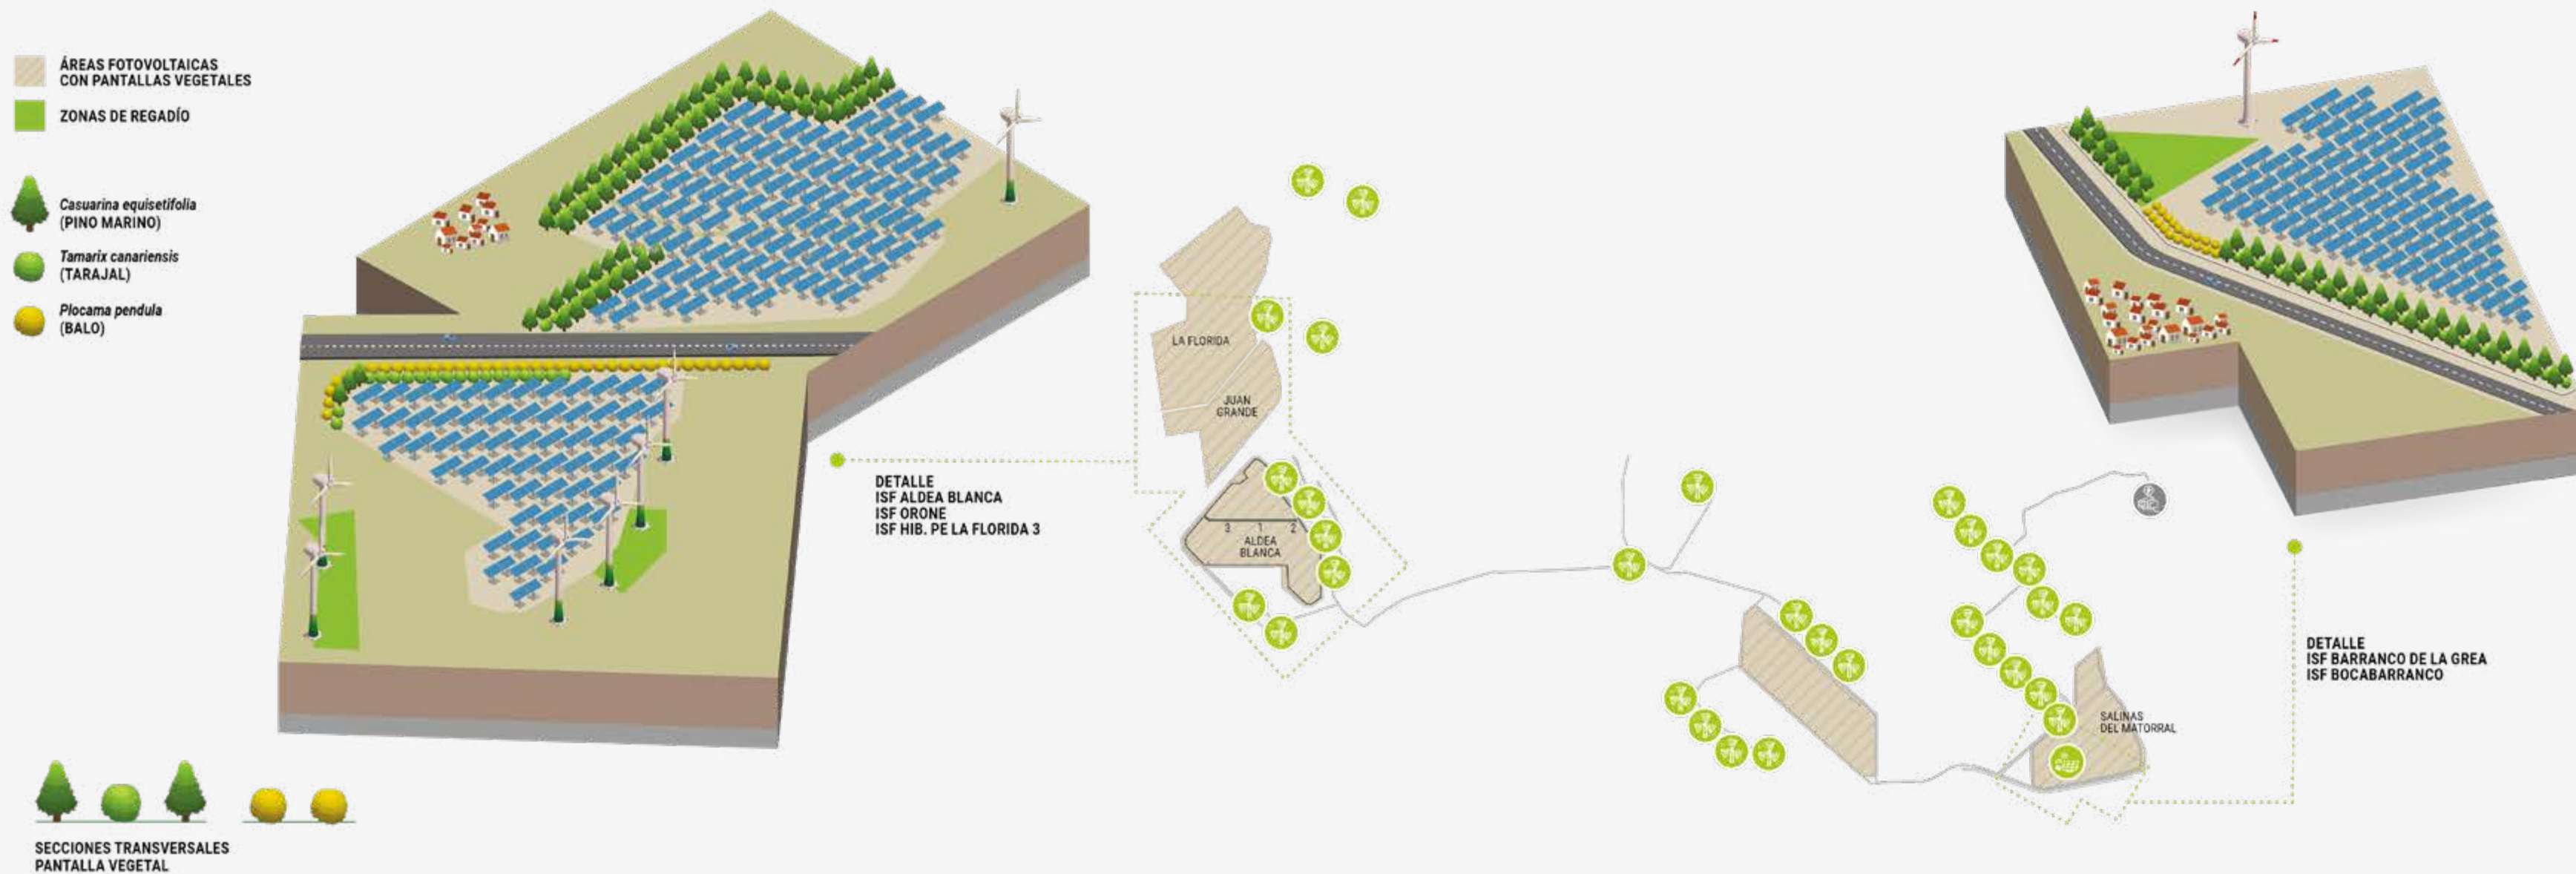 ÁREAS FOTOVOLTAICAS
CON PANTALLAS VEGETALES
ZONAS DE REGADÍO
Casuarina equisetifolia
(PINO MARINO)
Tamarix canariensis
(TARAJAL)
Plocama pendula
(BALO)
SECCIONES TRANSVERSALES
PANTALLA VEGETAL
DETALLE
ISF ALDEA BLANCA
ISF ORONE
ISF HIB. PE LA FLORIDA 3
LA FLORIDA
JUAN
GRANDE
3 1 2
ALDEA
BLANCA
SALINAS
DEL MATORRAL
DETALLE
ISF BARRANCO DE LA GREA
ISF BOCABARRANCO